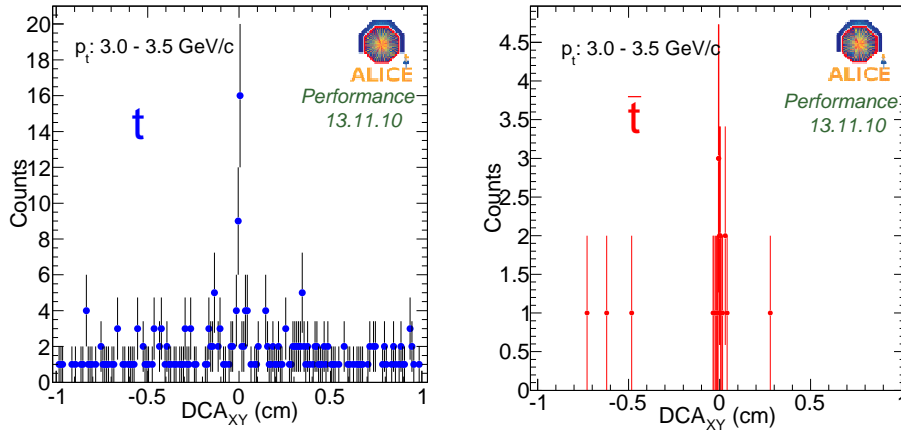 20
18
16
14
12
10
8
6
4
2
0
Counts
p_t: 3.0 - 3.5 GeV/c
t
ALICE
Performance
13.11.10
-1 -0.5 0 0.5 1
DCA_XY (cm)
4.5
4
3.5
3
2.5
2
1.5
1
0.5
0
Counts
p_t: 3.0 - 3.5 GeV/c
t̅
ALICE
Performance
13.11.10
-1 -0.5 0 0.5 1
DCA_XY (cm)